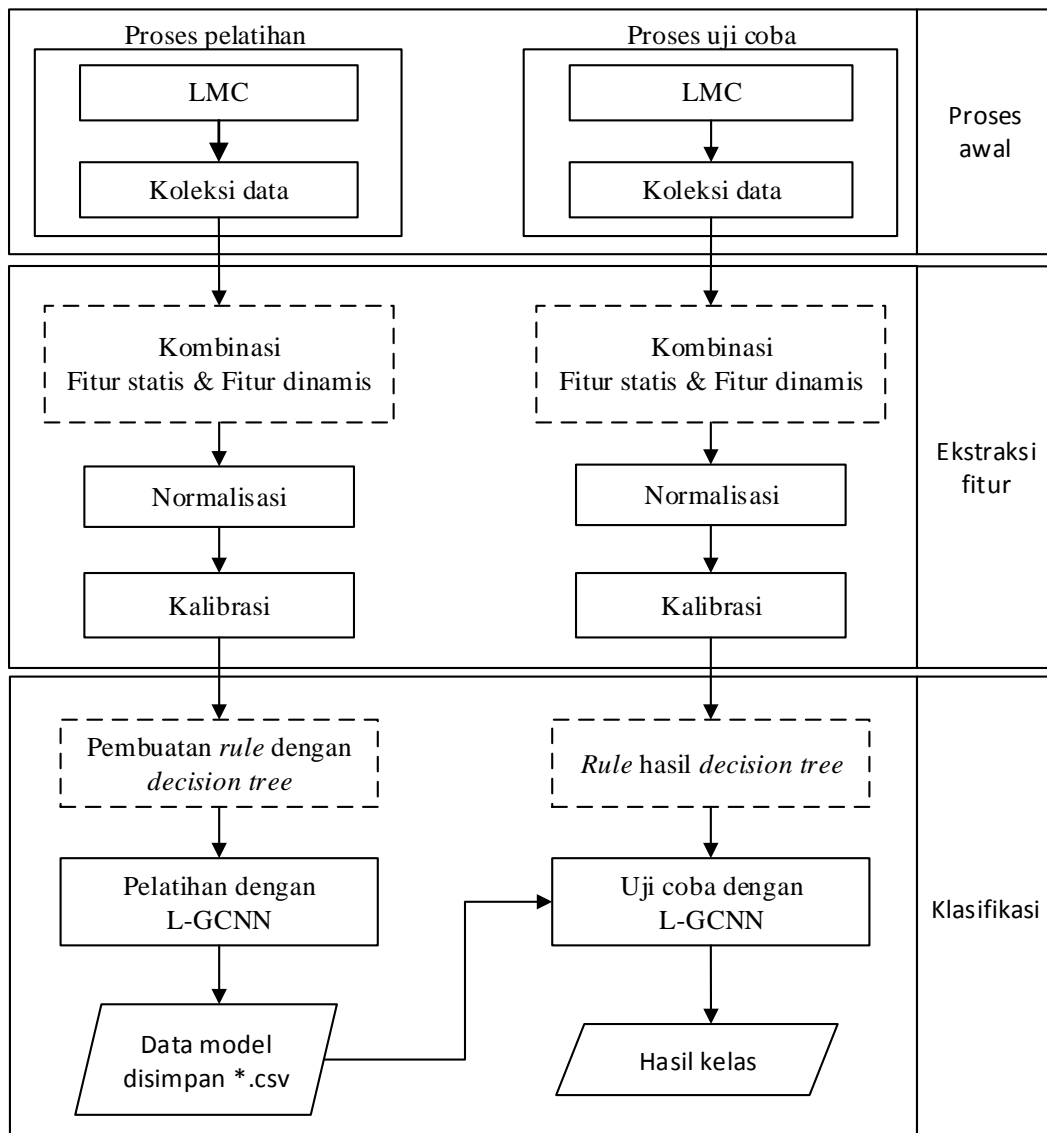 Proses pelatihan
Proses uji coba
LMC
LMC
Proses
awal
Koleksi data
Koleksi data
Kombinasi
Fitur statis & Fitur dinamis
Kombinasi
Fitur statis & Fitur dinamis
Ekstraksi
fitur
Normalisasi
Normalisasi
Kalibrasi
Kalibrasi
Pembuatan rule dengan
decision tree
Rule hasil decision tree
Pelatihan dengan
L-GCNN
Uji coba dengan
L-GCNN
Klasifikasi
Data model
disimpan *.csv
Hasil kelas